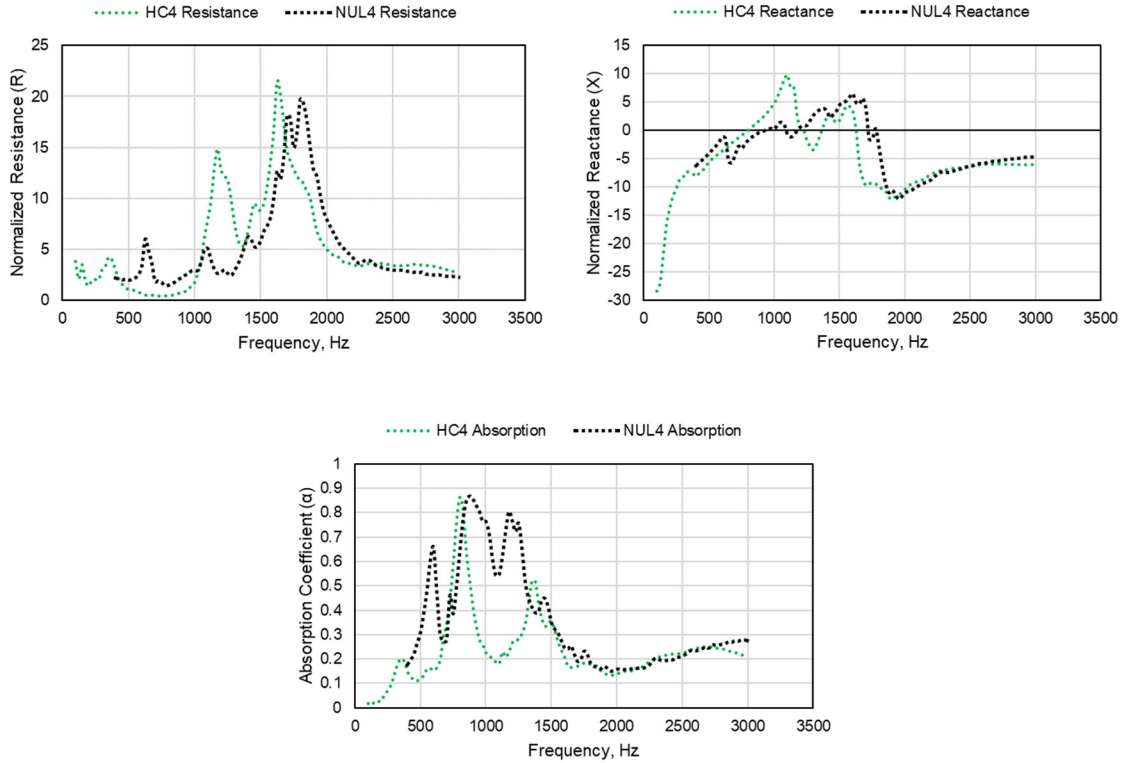 HC4 Resistance NUL4 Resistance
Normalized Resistance (R)
25
20
15
10
5
0
0 500 1000 1500 2000 2500 3000 3500
Frequency, Hz
HC4 Reactance NUL4 Reactance
Normalized Reactance (X)
15
10
5
0
-5
-10
-15
-20
-25
-30
0 500 1000 1500 2000 2500 3000 3500
Frequency, Hz
HC4 Absorption NUL4 Absorption
Absorption Coefficient (α)
1
0.9
0.8
0.7
0.6
0.5
0.4
0.3
0.2
0.1
0
0 500 1000 1500 2000 2500 3000 3500
Frequency, Hz